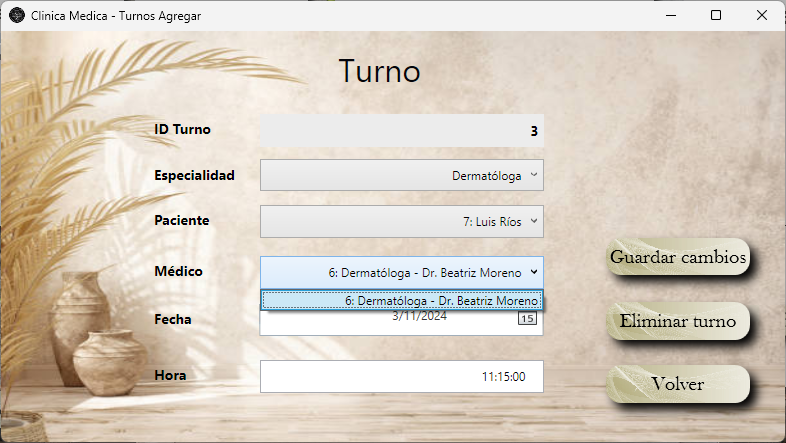 Clinica Medica - Turnos Agregar
Turno
ID Turno 3
Especialidad Dermatóloga
Paciente 7: Luis Ríos
Médico 6: Dermatóloga - Dr. Beatriz Moreno
6: Dermatóloga - Dr. Beatriz Moreno
Fecha 3/11/2024 15
Hora 11:15:00
Guardar cambios
Eliminar turno
Volver